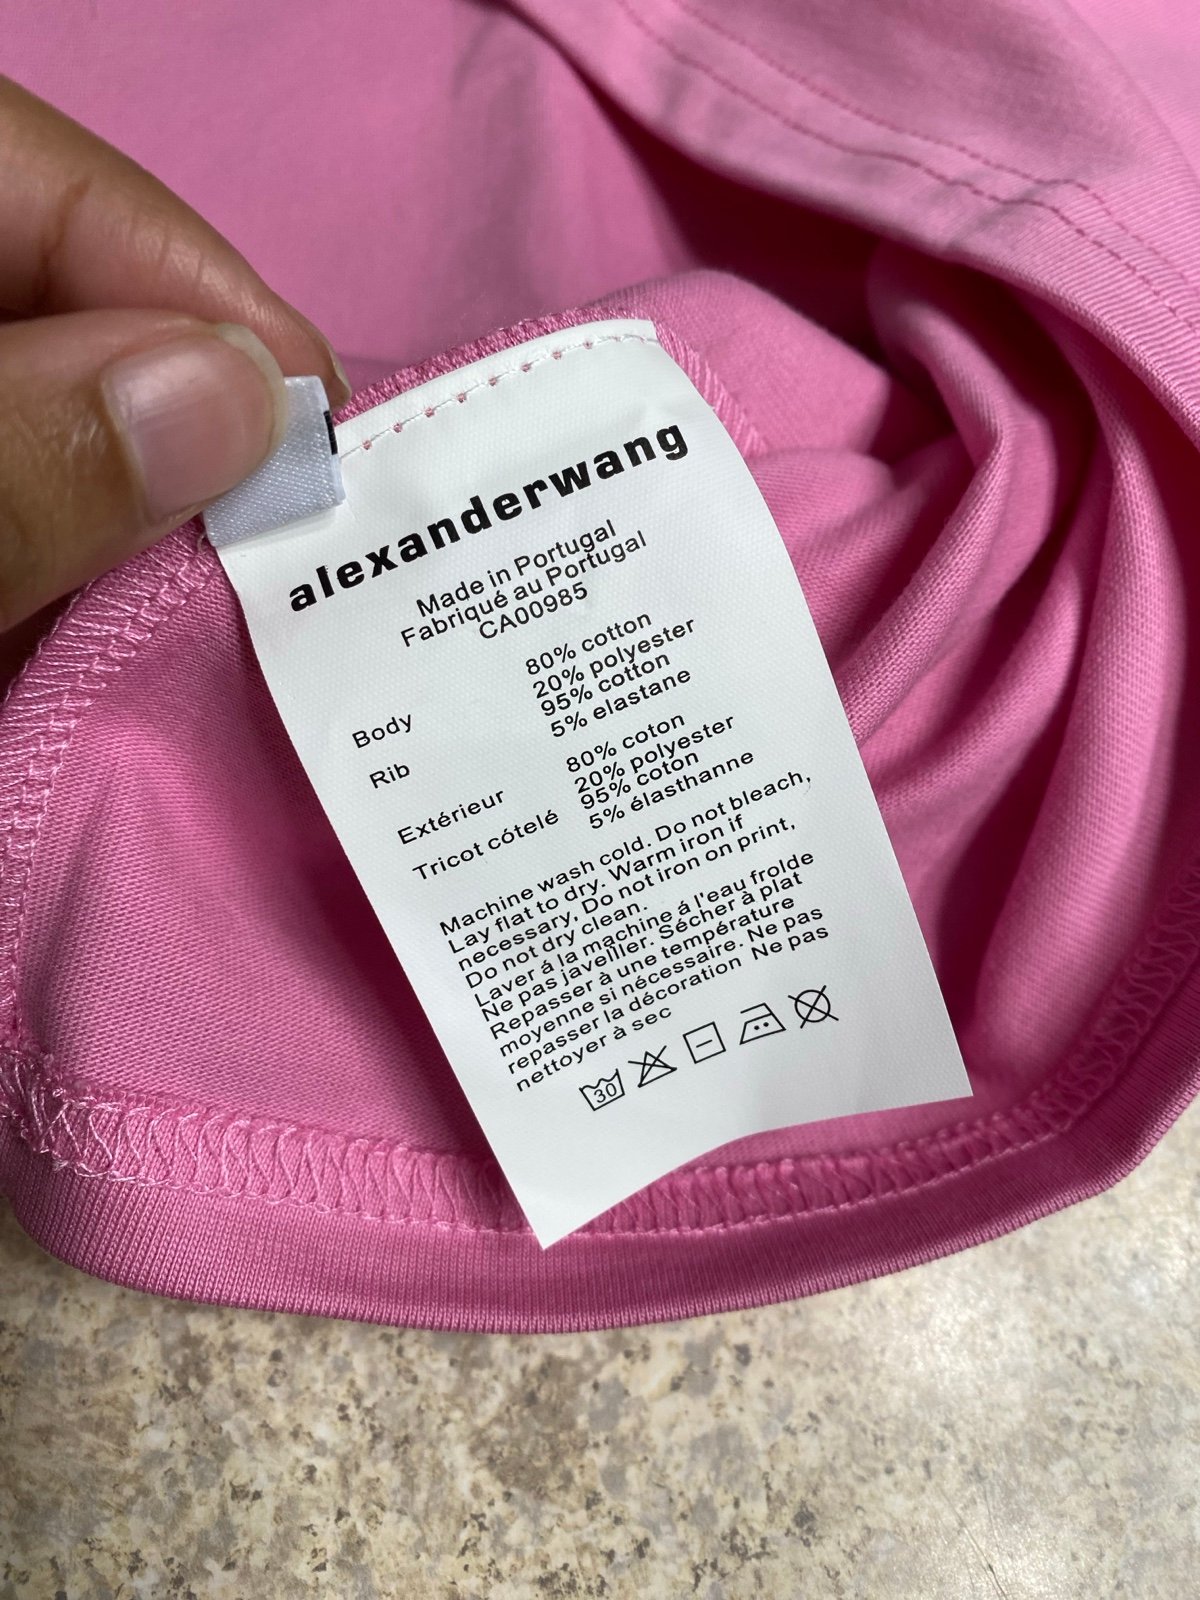 alexanderwang
Made in Portugal
Fabriqué au Portugal
CA00985
80% cotton
20% polyester
Body 95% cotton
5% elastane
Rib
80% coton
20% polyester
Extérieur 95% coton
5% élasthanne
Tricot cótelé
Machine wash cold. Do not bleach,
Lay flat to dry. Warm iron if
necessary, Do not iron on print,
Do not dry clean.
Laver á la machine á l'eau frolde
Ne pas javeIller. Sécher à plat
Repasser à une température
moyenne si nécessaire. Ne pas
repasser la décoration Ne pas
nettoyer à sec
30